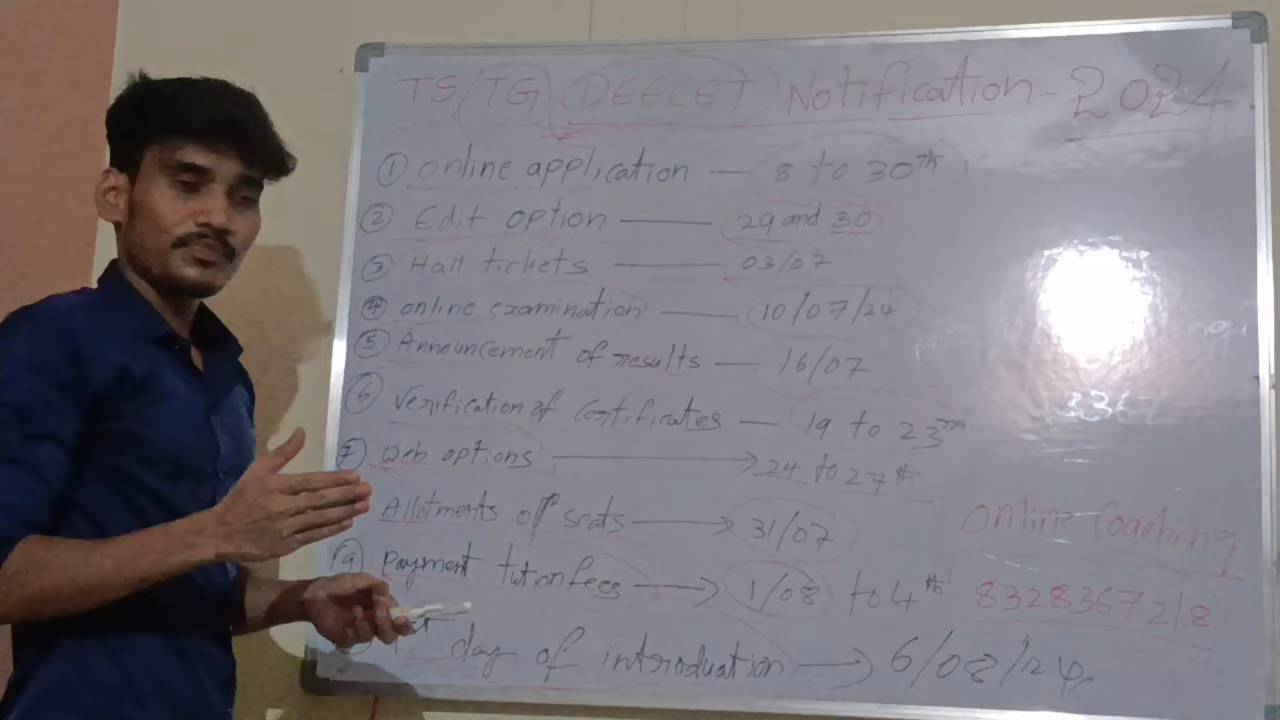 TS/TG DEECET Notification - 2024
① online application — 8 to 30th
② Edit option — 29 and 30
③ Hall tickets — 03/07
④ online examination — 10/07/24
⑤ Announcement of results — 16/07
⑥ verification of certificates — 19 to 23rd
⑦ Web options → 24 to 27th
Allotments of seats → 31/07
⑨ payment tution fees → 1/08 to 4th
day of introduation → 6/08/24
online coaching
8328367218